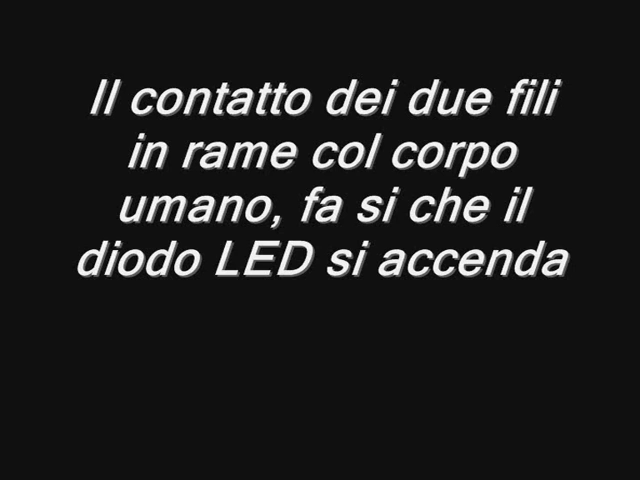 Il contatto dei due fili
in rame col corpo
umano, fa si che il
diodo LED si accenda